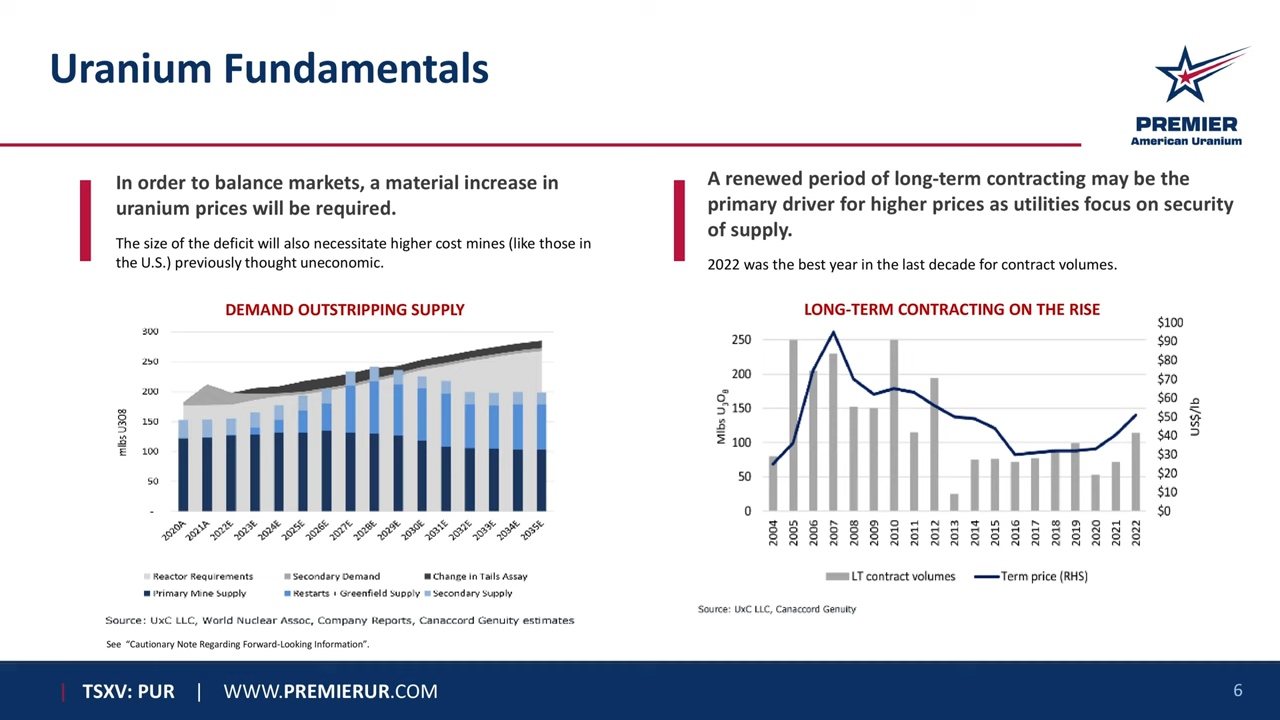 Uranium Fundamentals
PREMIER
American Uranium
In order to balance markets, a material increase in
uranium prices will be required.
The size of the deficit will also necessitate higher cost mines (like those in
the U.S.) previously thought uneconomic.
DEMAND OUTSTRIPPING SUPPLY
300
250
200
150
100
50
-
mlbs U3O8
2020A 2021A 2022E 2023E 2024E 2025E 2026E 2027E 2028E 2029E 2030E 2031E 2032E 2033E 2034E 2035E
Reactor Requirements Secondary Demand Change in Tails Assay
Primary Mine Supply Restarts + Greenfield Supply Secondary Supply
Source: UxC LLC, World Nuclear Assoc, Company Reports, Canaccord Genuity estimates
See “Cautionary Note Regarding Forward-Looking Information”.
A renewed period of long-term contracting may be the
primary driver for higher prices as utilities focus on security
of supply.
2022 was the best year in the last decade for contract volumes.
LONG-TERM CONTRACTING ON THE RISE
250
200
150
100
50
0
Mlbs U₃O₈
$100
$90
$80
$70
$60
$50
$40
$30
$20
$10
$0
US$/lb
2004 2005 2006 2007 2008 2009 2010 2011 2012 2013 2014 2015 2016 2017 2018 2019 2020 2021 2022
LT contract volumes Term price (RHS)
Source: UxC LLC, Canaccord Genuity
| TSXV: PUR | WWW.PREMIERUR.COM
6